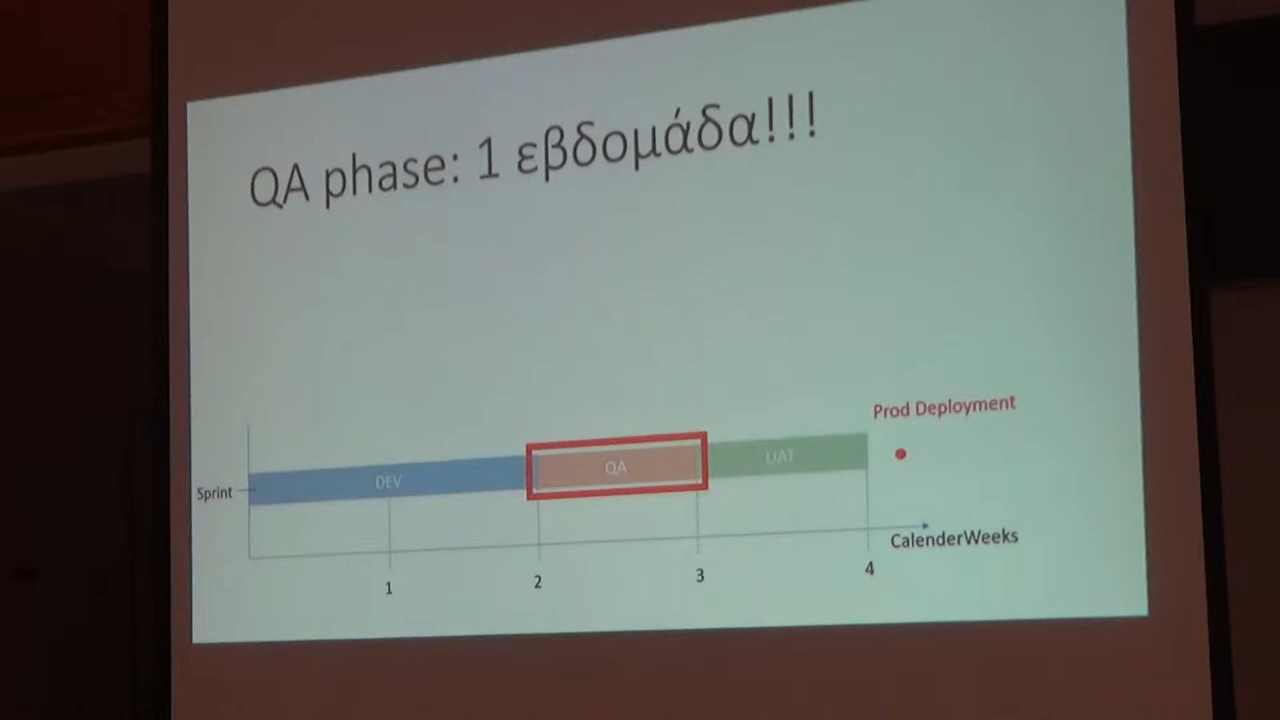 QA phase: 1 εβδομάδα!!!
Prod Deployment
Sprint
DEV
QA
UAT
CalenderWeeks
1
2
3
4